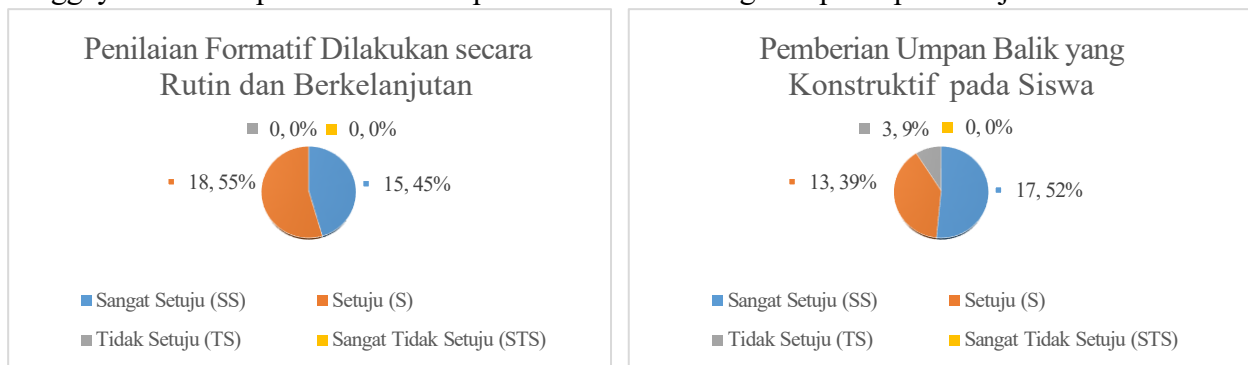 Penilaian Formatif Dilakukan secara
Rutin dan Berkelanjutan
0, 0% 0, 0%
18, 55% 15, 45%
Sangat Setuju (SS) Setuju (S)
Tidak Setuju (TS) Sangat Tidak Setuju (STS)
Pemberian Umpan Balik yang
Konstruktif pada Siswa
3, 9% 0, 0%
13, 39% 17, 52%
Sangat Setuju (SS) Setuju (S)
Tidak Setuju (TS) Sangat Tidak Setuju (STS)